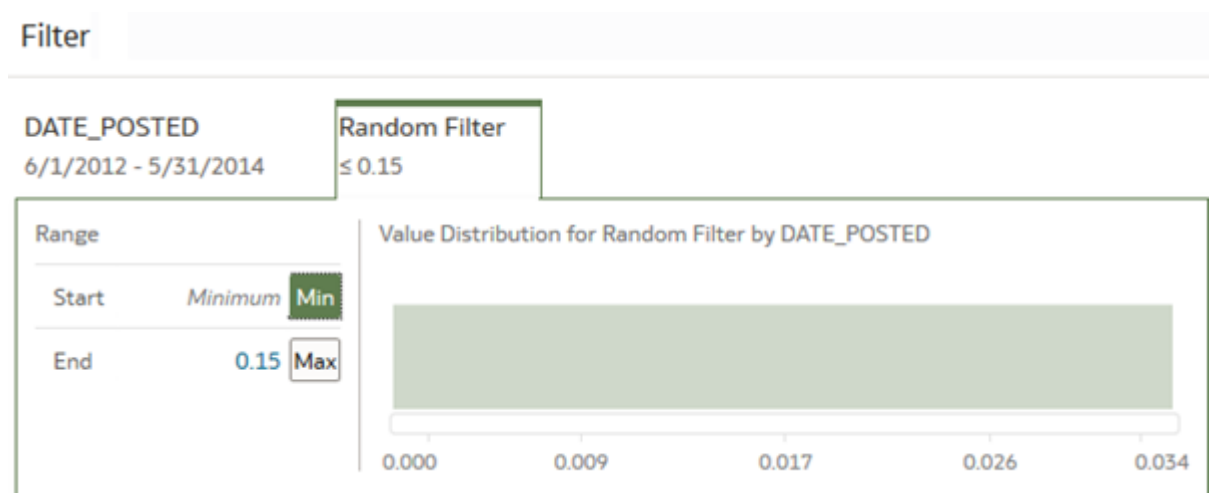 Filter
DATE_POSTED
6/1/2012 - 5/31/2014
Random Filter
≤ 0.15
Range
Start Minimum Min
End 0.15 Max
Value Distribution for Random Filter by DATE_POSTED
0.000 0.009 0.017 0.026 0.034